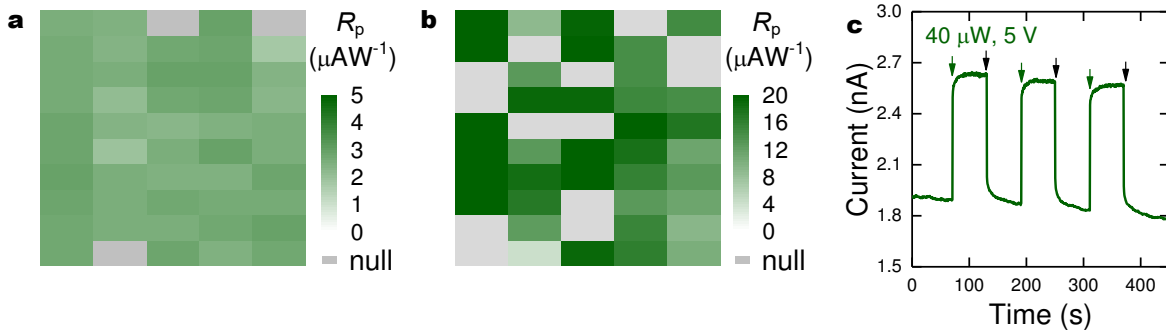 a
R_p
(μAW⁻¹)
5
4
3
2
1
0
null
b
R_p
(μAW⁻¹)
20
16
12
8
4
0
null
c
40 μW, 5 V
Current (nA)
3.0
2.7
2.4
2.1
1.8
1.5
0 100 200 300 400
Time (s)